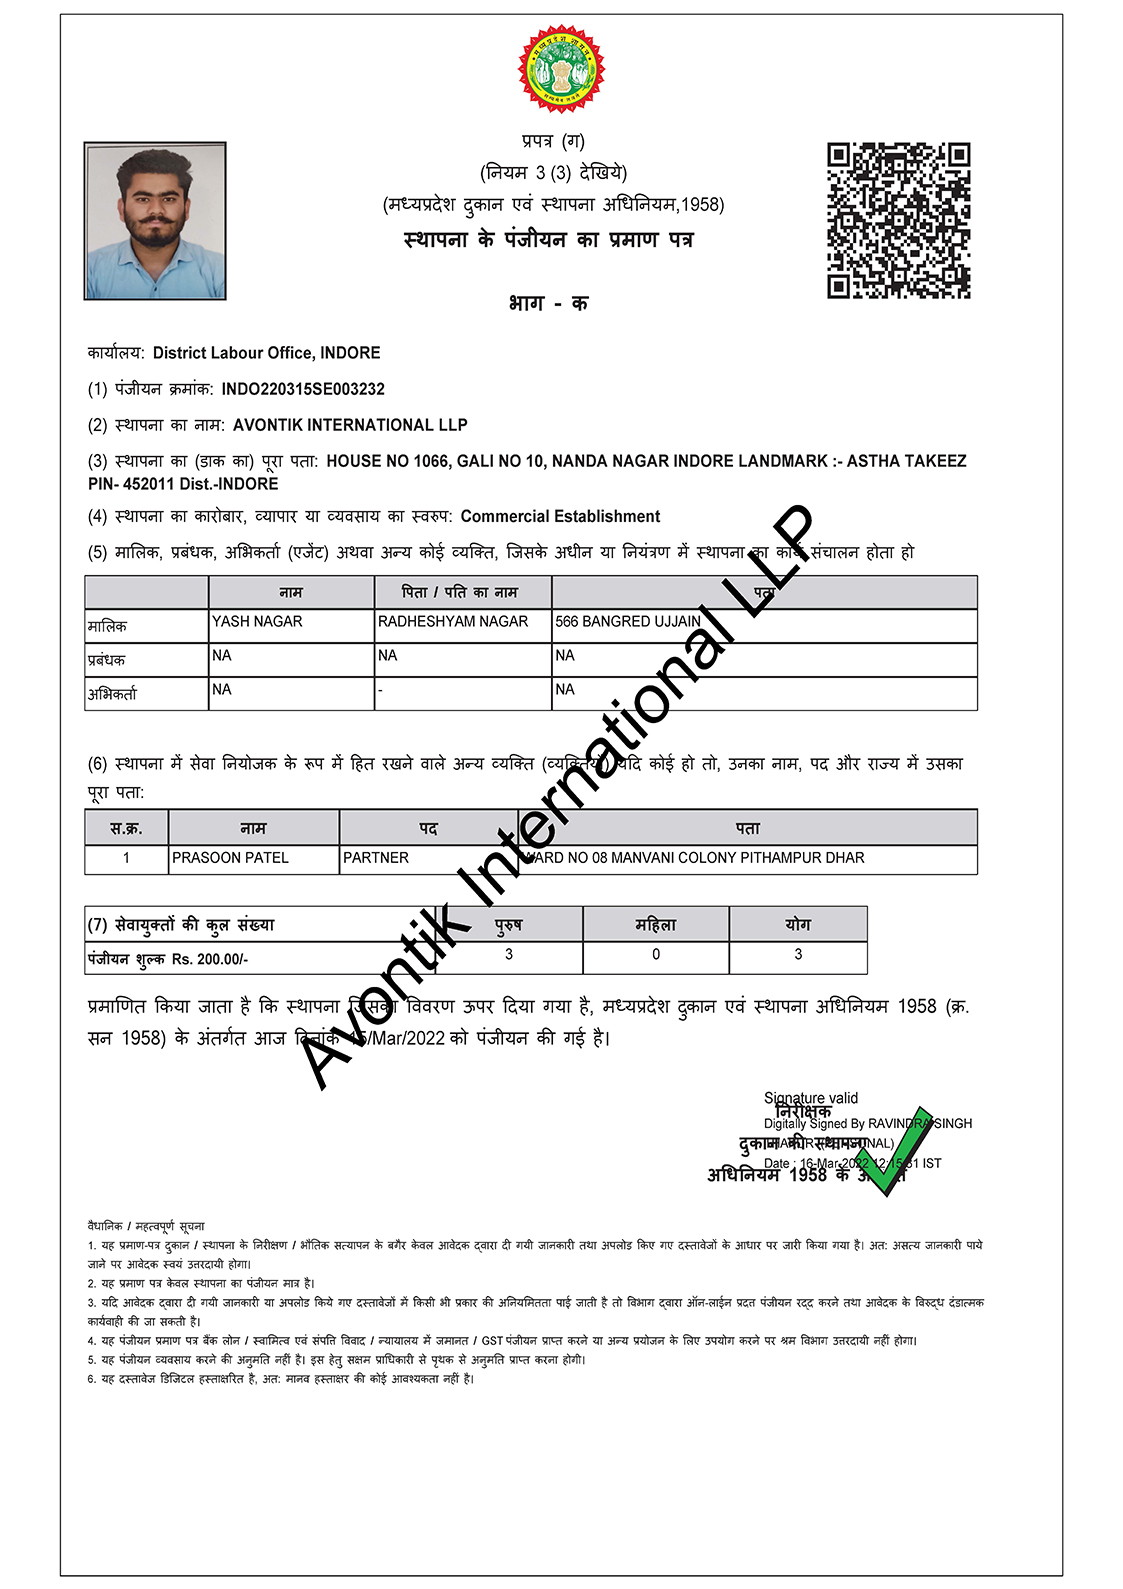 मध्यप्रदेश शासन
सत्यमेव जयते
प्रपत्र (ग)
(नियम 3 (3) देखिये)
(मध्यप्रदेश दुकान एवं स्थापना अधिनियम,1958)
स्थापना के पंजीयन का प्रमाण पत्र
भाग - क
कार्यालय: District Labour Office, INDORE
(1) पंजीयन क्रमांक: INDO220315SE003232
(2) स्थापना का नाम: AVONTIK INTERNATIONAL LLP
(3) स्थापना का (डाक का) पूरा पता: HOUSE NO 1066, GALI NO 10, NANDA NAGAR INDORE LANDMARK :- ASTHA TAKEEZ
PIN- 452011 Dist.-INDORE
(4) स्थापना का कारोबार, व्यापार या व्यवसाय का स्वरुप: Commercial Establishment
(5) मालिक, प्रबंधक, अभिकर्ता (एजेंट) अथवा अन्य कोई व्यक्ति, जिसके अधीन या नियंत्रण में स्थापना का कार्य संचालन होता हो
नाम पिता / पति का नाम पता
मालिक YASH NAGAR RADHESHYAM NAGAR 566 BANGRED UJJAIN
प्रबंधक NA NA NA
अभिकर्ता NA - NA
(6) स्थापना में सेवा नियोजक के रूप में हित रखने वाले अन्य व्यक्ति (व्यक्तियों) यदि कोई हो तो, उनका नाम, पद और राज्य में उसका
पूरा पता:
स.क्र. नाम पद पता
1 PRASOON PATEL PARTNER WARD NO 08 MANVANI COLONY PITHAMPUR DHAR
(7) सेवायुक्तों की कुल संख्या पुरुष महिला योग
पंजीयन शुल्क Rs. 200.00/- 3 0 3
प्रमाणित किया जाता है कि स्थापना जिसका विवरण ऊपर दिया गया है, मध्यप्रदेश दुकान एवं स्थापना अधिनियम 1958 (क्र.
सन 1958) के अंतर्गत आज दिनांक 15/Mar/2022 को पंजीयन की गई है।
Avontik International LLP
Signature valid
निरीक्षक
Digitally Signed By RAVINDRA SINGH
दुकान की स्थापना
Date : 16-Mar-2022 12:15:31 IST
अधिनियम 1958 के
वैधानिक / महत्वपूर्ण सूचना
1. यह प्रमाण-पत्र दुकान / स्थापना के निरीक्षण / भौतिक सत्यापन के बगैर केवल आवेदक द्वारा दी गयी जानकारी तथा अपलोड किए गए दस्तावेजों के आधार पर जारी किया गया है। अत: असत्य जानकारी पाये
जाने पर आवेदक स्वयं उत्तरदायी होगा।
2. यह प्रमाण पत्र केवल स्थापना का पंजीयन मात्र है।
3. यदि आवेदक द्वारा दी गयी जानकारी या अपलोड किये गए दस्तावेजों में किसी भी प्रकार की अनियमितता पाई जाती है तो विभाग द्वारा ऑन-लाईन प्रदत्त पंजीयन रद्द करने तथा आवेदक के विरुद्ध दंडात्मक
कार्यवाही की जा सकती है।
4. यह पंजीयन प्रमाण पत्र बैंक लोन / स्वामित्व एवं संपति विवाद / न्यायालय में जमानत / GST पंजीयन प्राप्त करने या अन्य प्रयोजन के लिए उपयोग करने पर श्रम विभाग उत्तरदायी नहीं होगा।
5. यह पंजीयन व्यवसाय करने की अनुमति नहीं है। इस हेतु सक्षम प्राधिकारी से पृथक से अनुमति प्राप्त करना होगी।
6. यह दस्तावेज डिजिटल हस्ताक्षरित है, अत: मानव हस्ताक्षर की कोई आवश्यकता नहीं है।